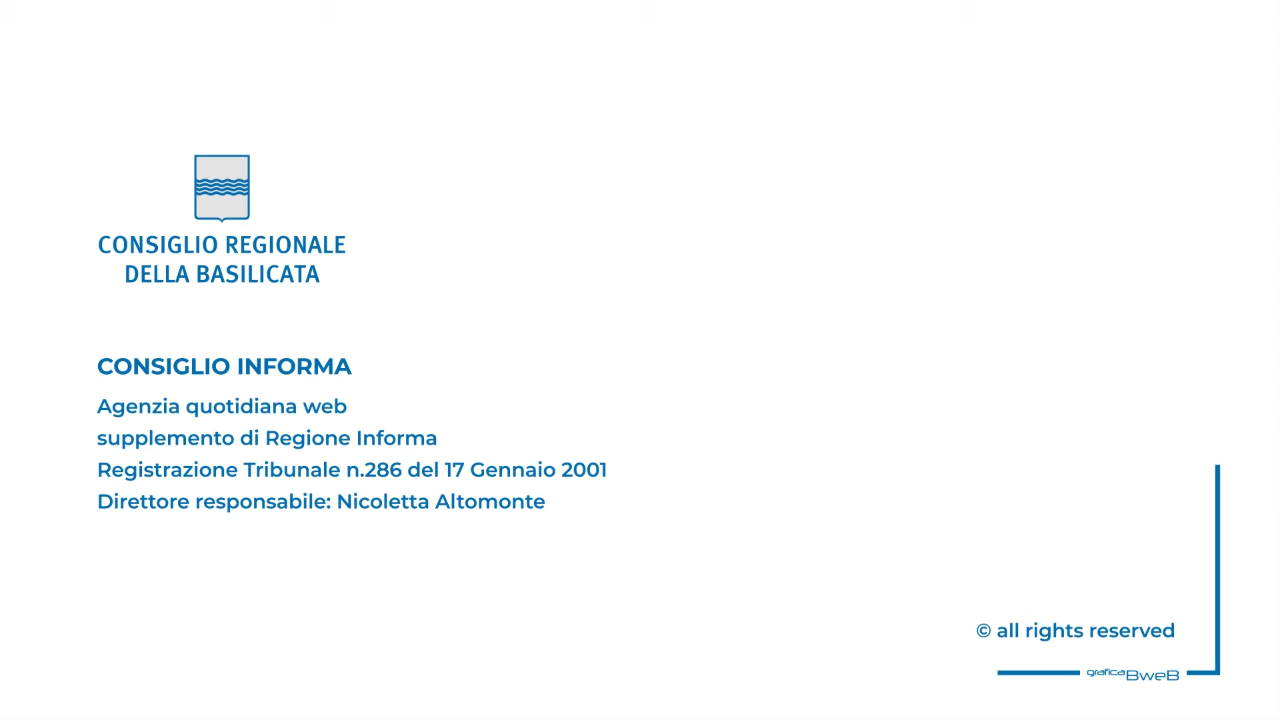 CONSIGLIO REGIONALE
DELLA BASILICATA
CONSIGLIO INFORMA
Agenzia quotidiana web
supplemento di Regione Informa
Registrazione Tribunale n.286 del 17 Gennaio 2001
Direttore responsabile: Nicoletta Altomonte
© all rights reserved
graficaBweB